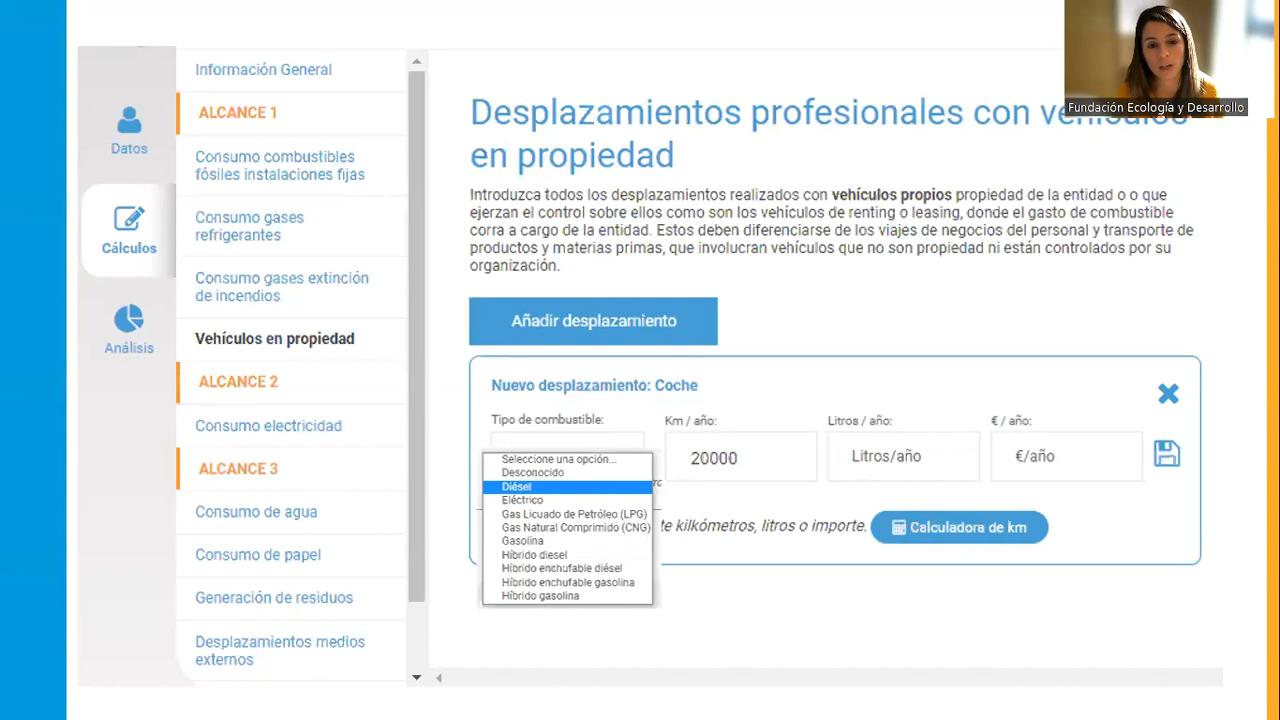 Información General
ALCANCE 1
Consumo combustibles
fósiles instalaciones fijas
Consumo gases
refrigerantes
Consumo gases extinción
de incendios
Vehículos en propiedad
ALCANCE 2
Consumo electricidad
ALCANCE 3
Consumo de agua
Consumo de papel
Generación de residuos
Desplazamientos medios
externos
Datos
Cálculos
Análisis
Desplazamientos profesionales con vehículos
en propiedad
Introduzca todos los desplazamientos realizados con vehículos propios propiedad de la entidad o o que
ejerzan el control sobre ellos como son los vehículos de renting o leasing, donde el gasto de combustible
corra a cargo de la entidad. Estos deben diferenciarse de los viajes de negocios del personal y transporte de
productos y materias primas, que involucran vehículos que no son propiedad ni están controlados por su
organización.
Añadir desplazamiento
Nuevo desplazamiento: Coche
Tipo de combustible:
Km / año:
Litros / año:
€ / año:
20000
Litros/año
€/año
Seleccione una opción...
Desconocido
Diésel
Eléctrico
Gas Licuado de Petróleo (LPG)
Gas Natural Comprimido (CNG)
Gasolina
Híbrido diesel
Híbrido enchufable diésel
Híbrido enchufable gasolina
Híbrido gasolina
te kilkómetros, litros o importe.
Calculadora de km
Fundación Ecología y Desarrollo